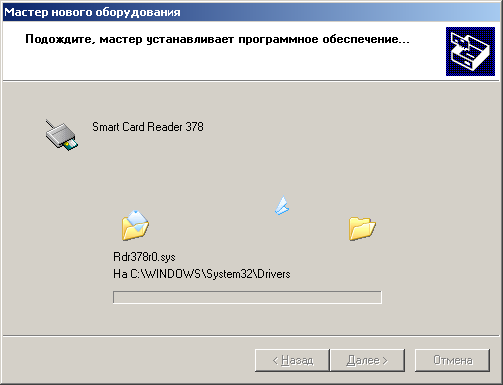 Мастер нового оборудования
Подождите, мастер устанавливает программное обеспечение...
Smart Card Reader 378
Rdr378r0.sys
На C:\WINDOWS\System32\Drivers
< Назад
Далее >
Отмена